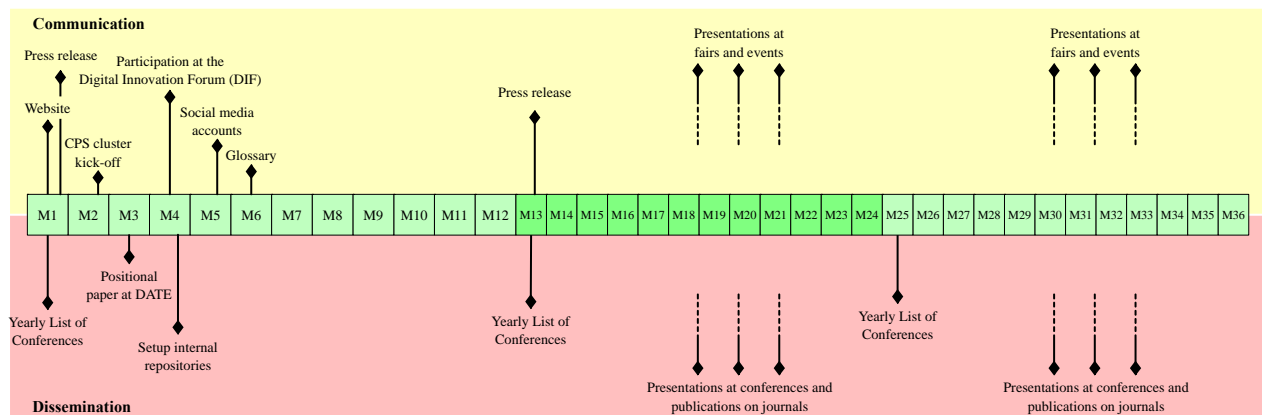 Communication
Press release
Website
CPS cluster
kick-off
Participation at the
Digital Innovation Forum (DIF)
Social media
accounts
Glossary
Press release
Presentations at
fairs and events
Presentations at
fairs and events
M1 M2 M3 M4 M5 M6 M7 M8 M9 M10 M11 M12 M13 M14 M15 M16 M17 M18 M19 M20 M21 M22 M23 M24 M25 M26 M27 M28 M29 M30 M31 M32 M33 M34 M35 M36
Yearly List of
Conferences
Positional
paper at DATE
Setup internal
repositories
Yearly List of
Conferences
Presentations at conferences and
publications on journals
Yearly List of
Conferences
Presentations at conferences and
publications on journals
Dissemination